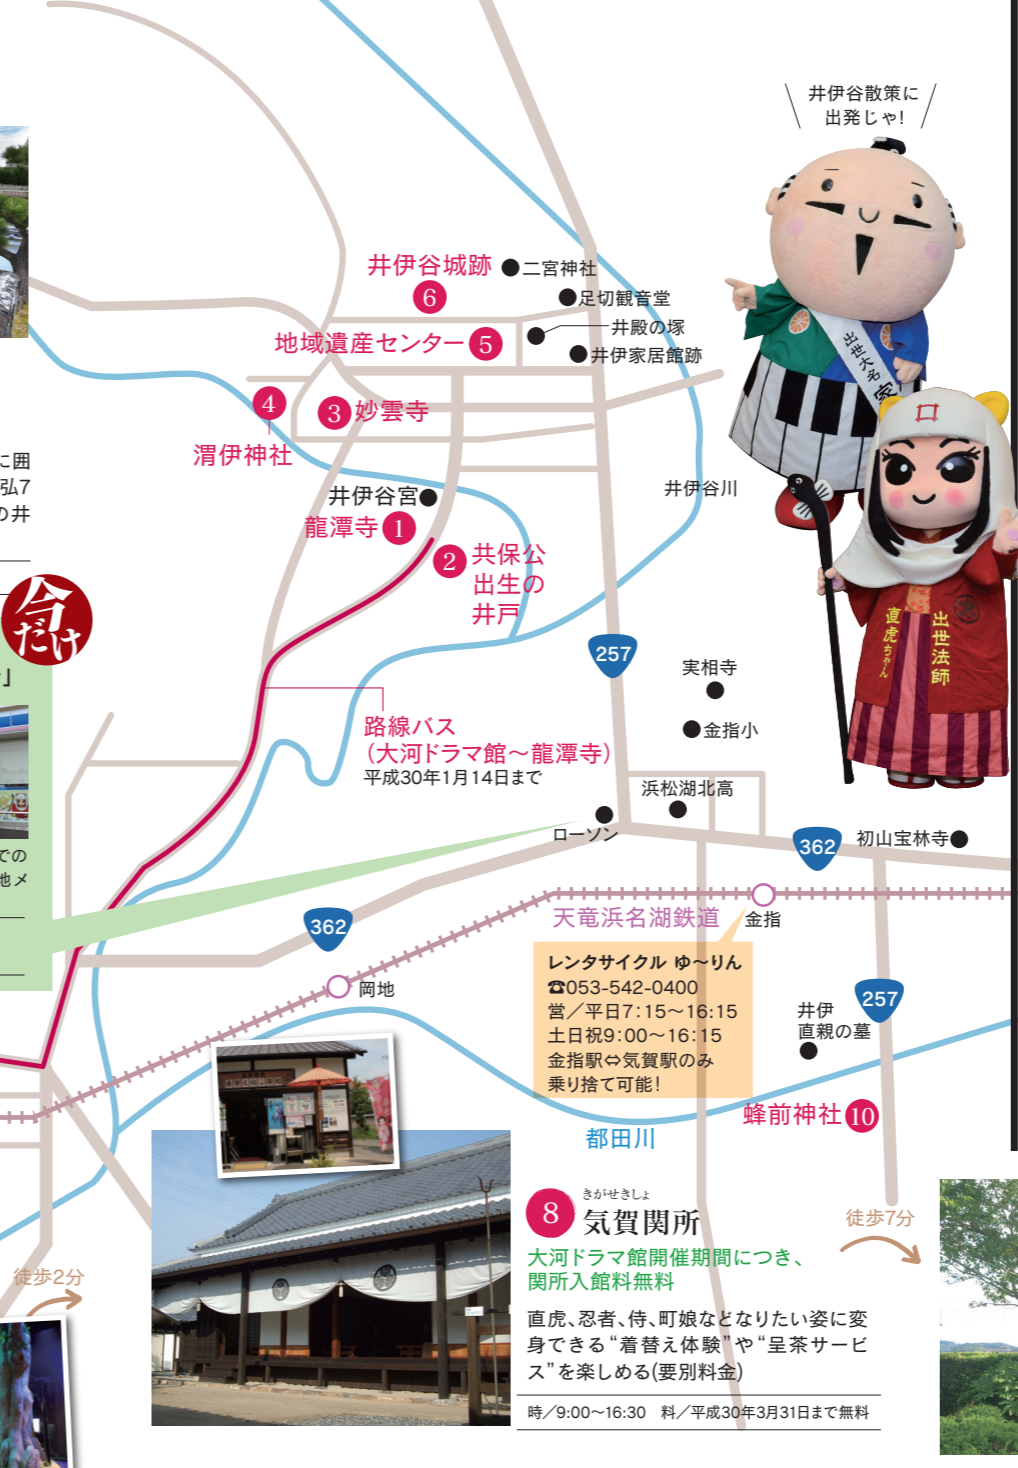 井伊谷散策に
出発じゃ!
井伊谷城跡
6
二宮神社
足切観音堂
井殿の塚
地域遺産センター 5
井伊家居館跡
4
3 妙雲寺
渭伊神社
に囲
弘7
の井
井伊谷宮
井伊谷川
龍潭寺 1
2 共保公
出生の
井戸
今
だけ
」
出世大名
家
直虎ちゃん
出世法師
257
実相寺
金指小
路線バス
(大河ドラマ館〜龍潭寺)
平成30年1月14日まで
浜松湖北高
ローソン
362
初山宝林寺
での
地メ
362
天竜浜名湖鉄道
金指
岡地
レンタサイクル ゆ〜りん
☎053-542-0400
営/平日7:15〜16:15
土日祝9:00〜16:15
金指駅⇔気賀駅のみ
乗り捨て可能!
257
井伊
直親の墓
蜂前神社 10
都田川
きがせきしょ
8 気賀関所
大河ドラマ館開催期間につき、
関所入館料無料
直虎、忍者、侍、町娘などなりたい姿に変
身できる“着替え体験”や“呈茶サービ
ス”を楽しめる(要別料金)
時/9:00〜16:30 料/平成30年3月31日まで無料
徒歩7分
徒歩2分